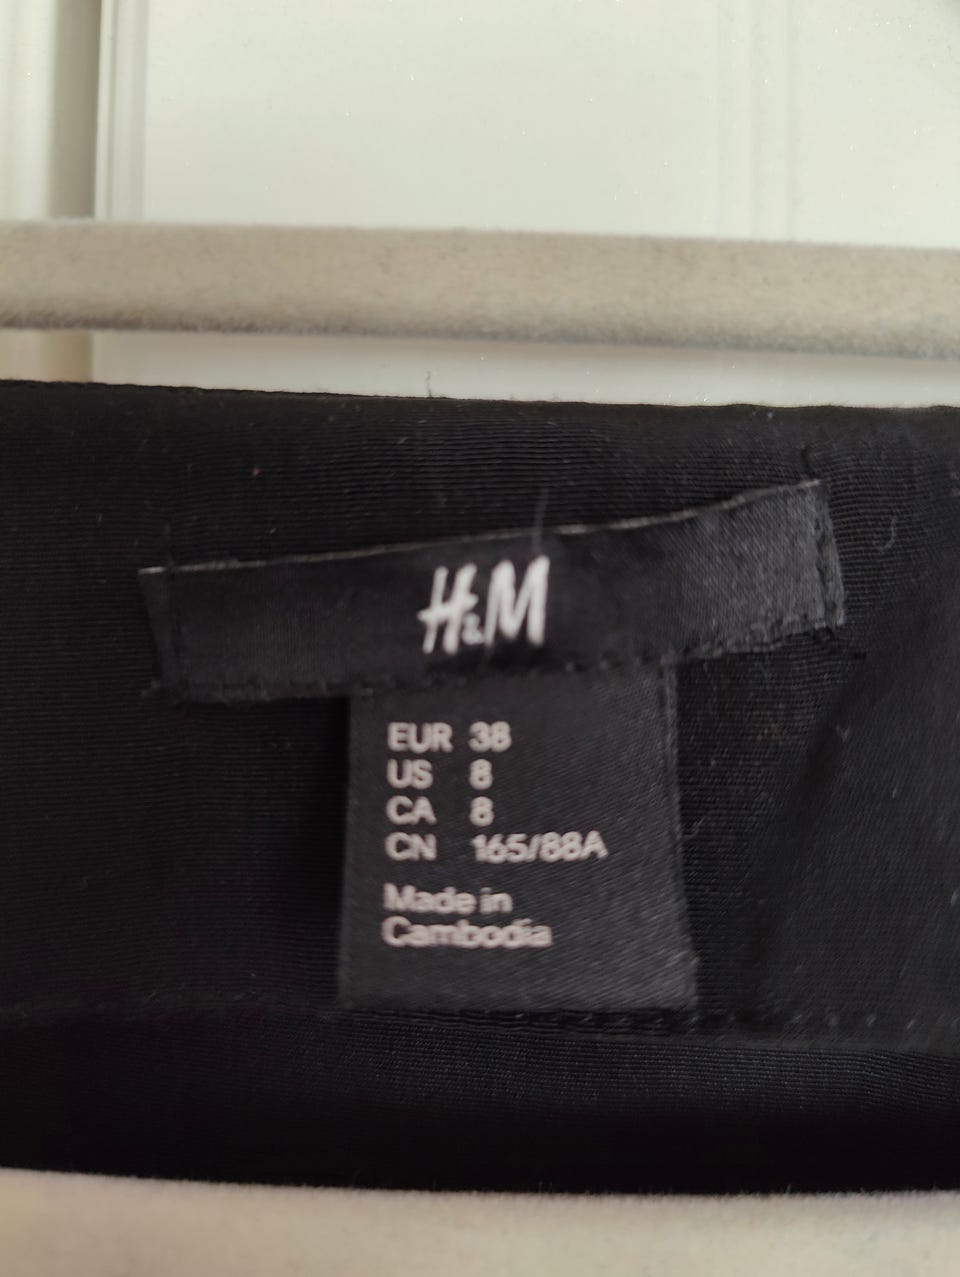 H&M
EUR 38
US 8
CA 8
CN 165/88A
Made in
Cambodia